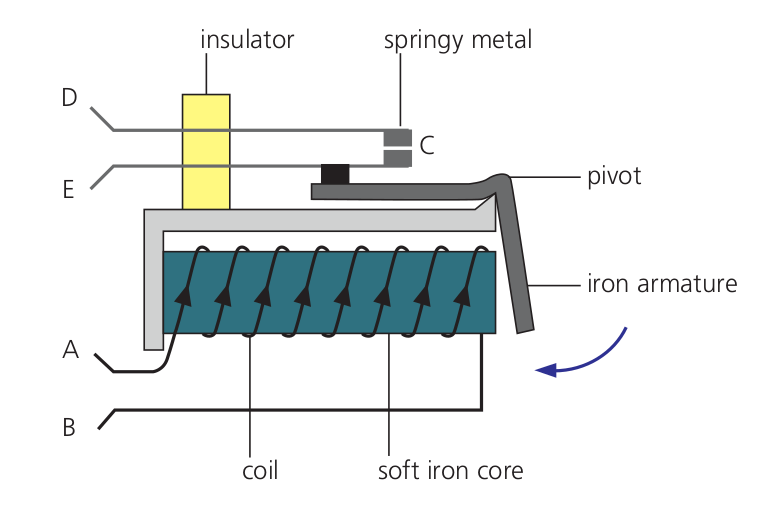 insulator
springy metal
D
C
E
pivot
iron armature
A
B
coil
soft iron core